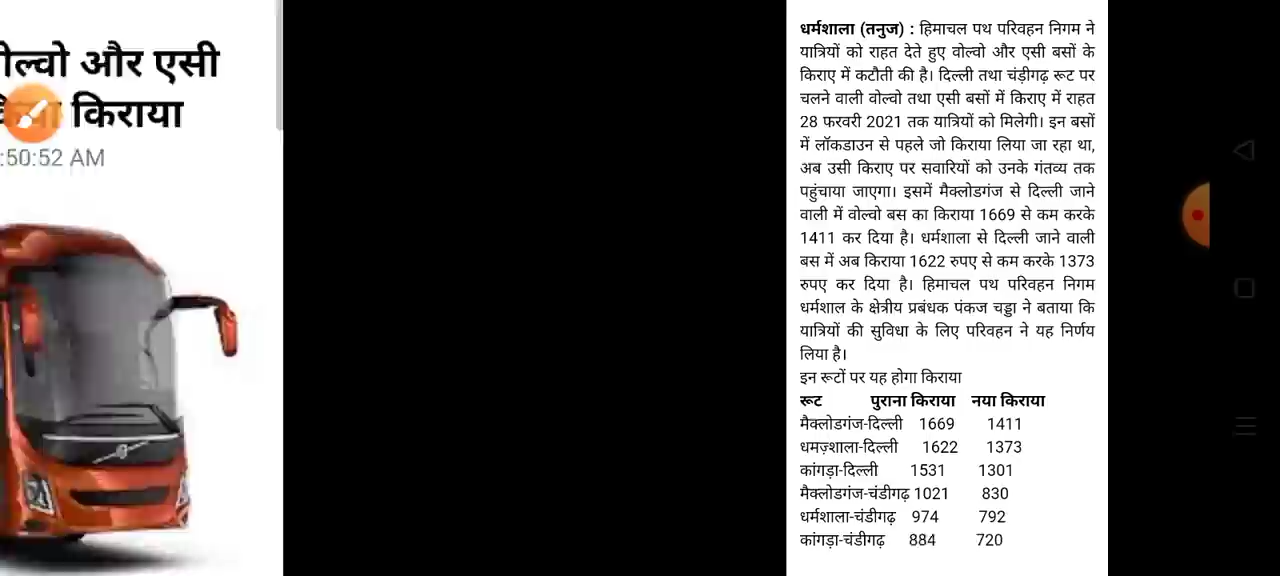 ोल्वो और एसी
किराया
:50:52 AM
धर्मशाला (तनुज) : हिमाचल पथ परिवहन निगम ने
यात्रियों को राहत देते हुए वोल्वो और एसी बसों के
किराए में कटौती की है। दिल्ली तथा चंड़ीगढ़ रूट पर
चलने वाली वोल्वो तथा एसी बसों में किराए में राहत
28 फरवरी 2021 तक यात्रियों को मिलेगी। इन बसों
में लॉकडाउन से पहले जो किराया लिया जा रहा था,
अब उसी किराए पर सवारियों को उनके गंतव्य तक
पहुंचाया जाएगा। इसमें मैक्लोडगंज से दिल्ली जाने
वाली में वोल्वो बस का किराया 1669 से कम करके
1411 कर दिया है। धर्मशाला से दिल्ली जाने वाली
बस में अब किराया 1622 रुपए से कम करके 1373
रुपए कर दिया है। हिमाचल पथ परिवहन निगम
धर्मशाल के क्षेत्रीय प्रबंधक पंकज चड्डा ने बताया कि
यात्रियों की सुविधा के लिए परिवहन ने यह निर्णय
लिया है।
इन रूटों पर यह होगा किराया
रूट पुराना किराया नया किराया
मैक्लोडगंज-दिल्ली 1669 1411
धमज़्शाला-दिल्ली 1622 1373
कांगड़ा-दिल्ली 1531 1301
मैक्लोडगंज-चंडीगढ़ 1021 830
धर्मशाला-चंडीगढ़ 974 792
कांगड़ा-चंडीगढ़ 884 720